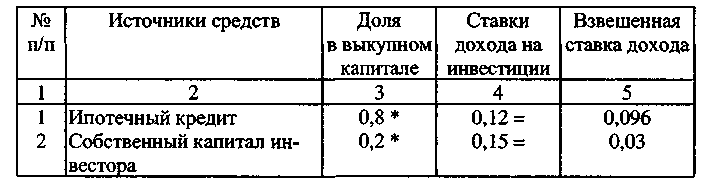 № п/п Источники средств Доля в выкупном капитале Ставки дохода на инвестиции Взвешенная ставка дохода
1 2 3 4 5
1 Ипотечный кредит 0,8 * 0,12 = 0,096
2 Собственный капитал ин- 0,2 * 0,15 = 0,03
вестора